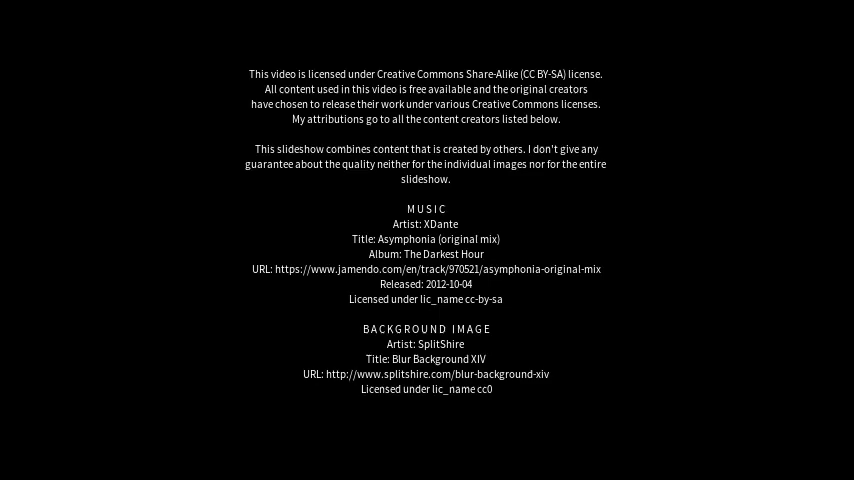 This video is licensed under Creative Commons Share-Alike (CC BY-SA) license.
All content used in this video is free available and the original creators
have chosen to release their work under various Creative Commons licenses.
My attributions go to all the content creators listed below.
This slideshow combines content that is created by others. I don't give any
guarantee about the quality neither for the individual images nor for the entire
slideshow.
MUSIC
Artist: XDante
Title: Asymphonia (original mix)
Album: The Darkest Hour
URL: https://www.jamendo.com/en/track/970521/asymphonia-original-mix
Released: 2012-10-04
Licensed under lic_name cc-by-sa
BACKGROUND IMAGE
Artist: SplitShire
Title: Blur Background XIV
URL: http://www.splitshire.com/blur-background-xiv
Licensed under lic_name cc0